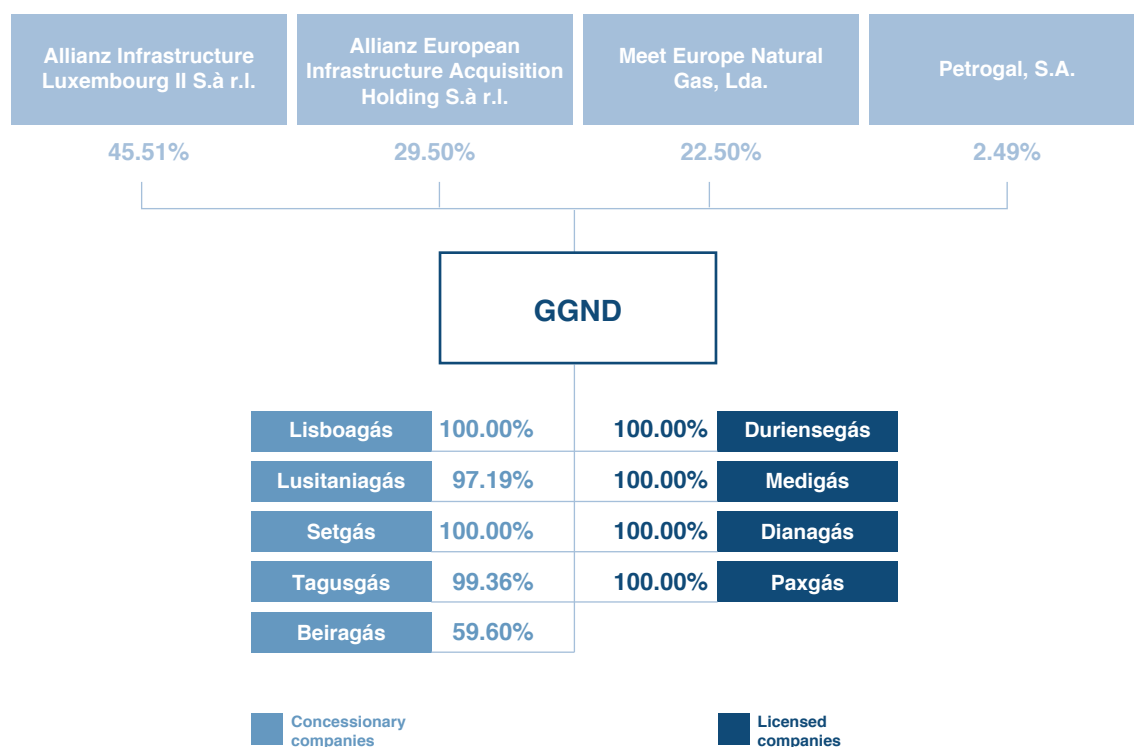 Allianz Infrastructure
Luxembourg II S.à r.l.
Allianz European
Infrastructure Acquisition
Holding S.à r.l.
Meet Europe Natural
Gas, Lda.
Petrogal, S.A.
45.51%
29.50%
22.50%
2.49%
GGND
Lisboagás 100.00%
100.00% Duriensegás
Lusitaniagás 97.19%
100.00% Medigás
Setgás 100.00%
100.00% Dianagás
Tagusgás 99.36%
100.00% Paxgás
Beiragás 59.60%
Concessionary
companies
Licensed
companies